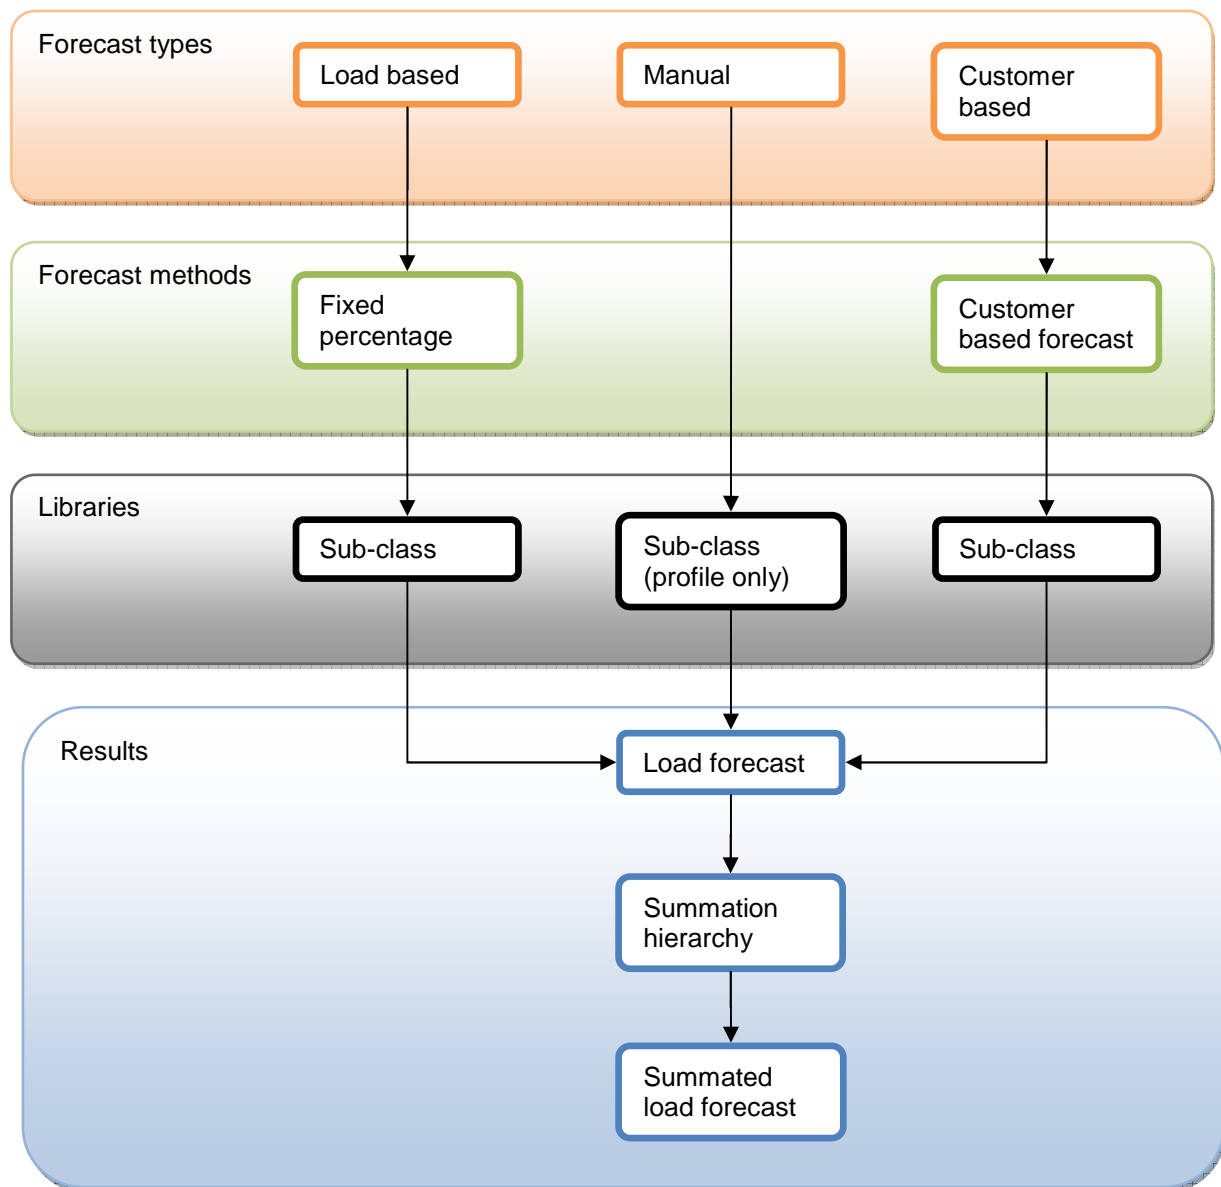 Forecast types
Load based
Manual
Customer
based
Forecast methods
Fixed
percentage
Customer
based forecast
Libraries
Sub-class
Sub-class
(profile only)
Sub-class
Results
Load forecast
Summation
hierarchy
Summated
load forecast